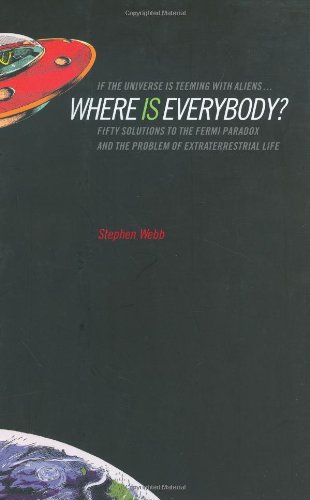 IF THE UNIVERSE IS TEEMING WITH ALIENS...
WHERE IS EVERYBODY?
FIFTY SOLUTIONS TO THE FERMI PARADOX
AND THE PROBLEM OF EXTRATERRESTRIAL LIFE
Stephen Webb